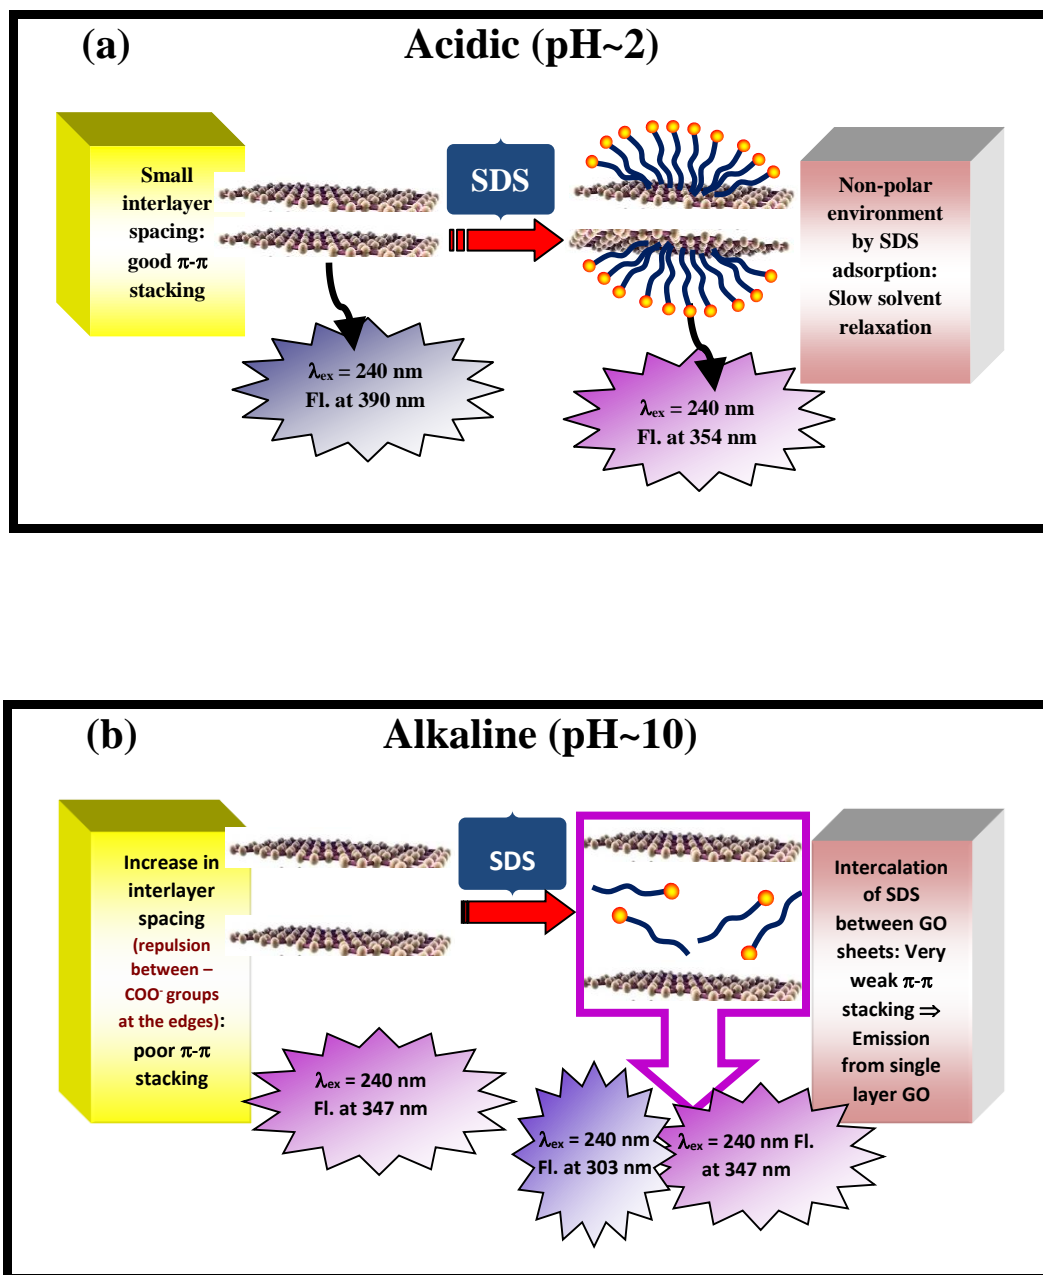 (a) Acidic (pH~2)
Small
interlayer
spacing:
good π-π
stacking
SDS
Non-polar
environment
by SDS
adsorption:
Slow solvent
relaxation
λex = 240 nm
Fl. at 390 nm
λex = 240 nm
Fl. at 354 nm
(b) Alkaline (pH~10)
Increase in
interlayer
spacing
(repulsion
between –
COO- groups
at the edges):
poor π-π
stacking
SDS
Intercalation
of SDS
between GO
sheets: Very
weak π-π
stacking ⇒
Emission
from single
layer GO
λex = 240 nm
Fl. at 347 nm
λex = 240 nm
Fl. at 303 nm
λex = 240 nm Fl.
at 347 nm